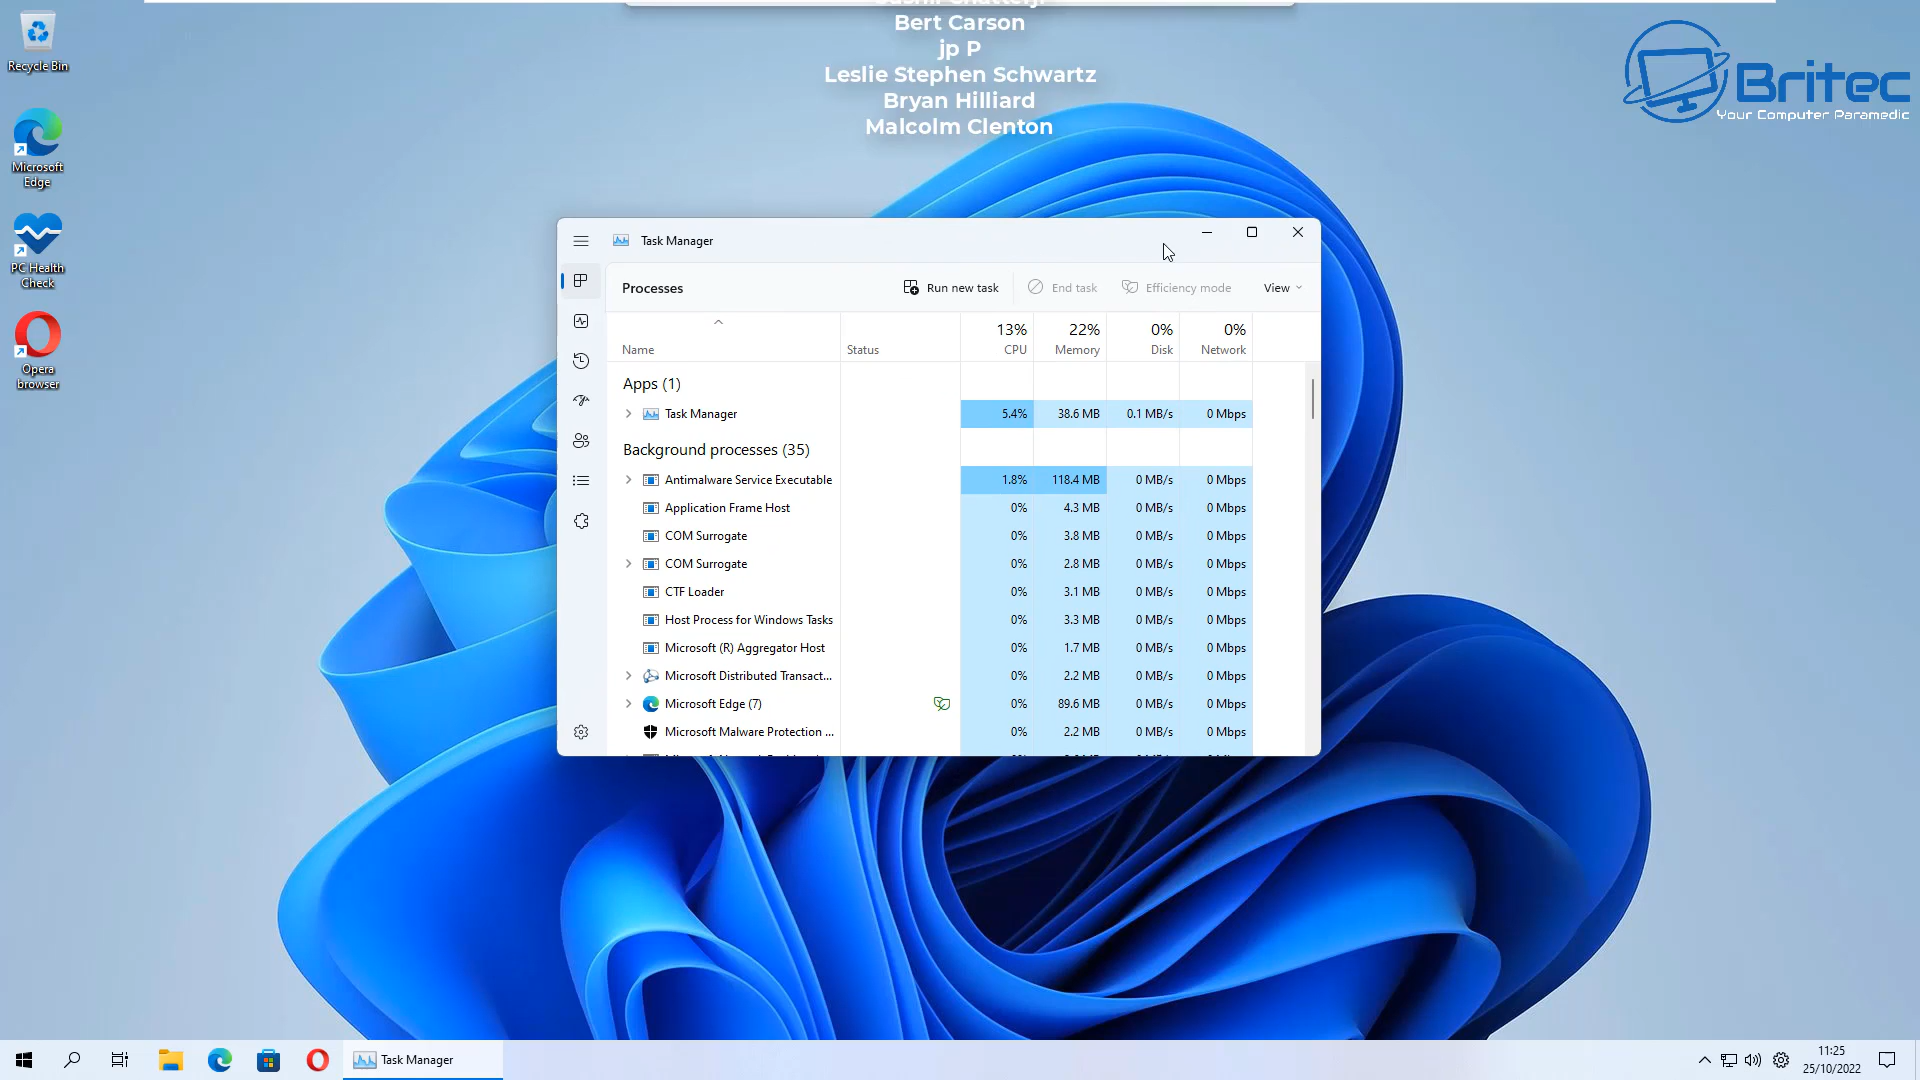 Bert Carson
jp P
Leslie Stephen Schwartz
Bryan Hilliard
Malcolm Clenton
Britec
Your Computer Paramedic
Recycle Bin
Microsoft
Edge
PC Health
Check
Opera
browser
Task Manager
Processes
Run new task
End task
Efficiency mode
View
13%
22%
0%
0%
Name
Status
CPU
Memory
Disk
Network
Apps (1)
Task Manager 5.4% 38.6 MB 0.1 MB/s 0 Mbps
Background processes (35)
Antimalware Service Executable 1.8% 118.4 MB 0 MB/s 0 Mbps
Application Frame Host 0% 4.3 MB 0 MB/s 0 Mbps
COM Surrogate 0% 3.8 MB 0 MB/s 0 Mbps
COM Surrogate 0% 2.8 MB 0 MB/s 0 Mbps
CTF Loader 0% 3.1 MB 0 MB/s 0 Mbps
Host Process for Windows Tasks 0% 3.3 MB 0 MB/s 0 Mbps
Microsoft (R) Aggregator Host 0% 1.7 MB 0 MB/s 0 Mbps
Microsoft Distributed Transact... 0% 2.2 MB 0 MB/s 0 Mbps
Microsoft Edge (7) 0% 89.6 MB 0 MB/s 0 Mbps
Microsoft Malware Protection ... 0% 2.2 MB 0 MB/s 0 Mbps
Task Manager
11:25
25/10/2022